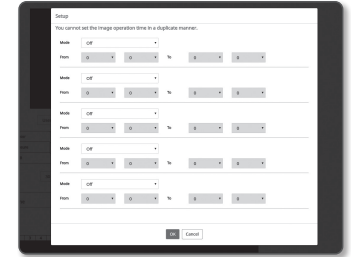 Setup
You cannot set the image operation time in a duplicate manner.
Mode Off
From 0 0 To 0 0
Mode Off
From 0 0 To 0 0
Mode Off
From 0 0 To 0 0
Mode Off
From 0 0 To 0 0
Mode Off
From 0 0 To 0 0
OK Cancel